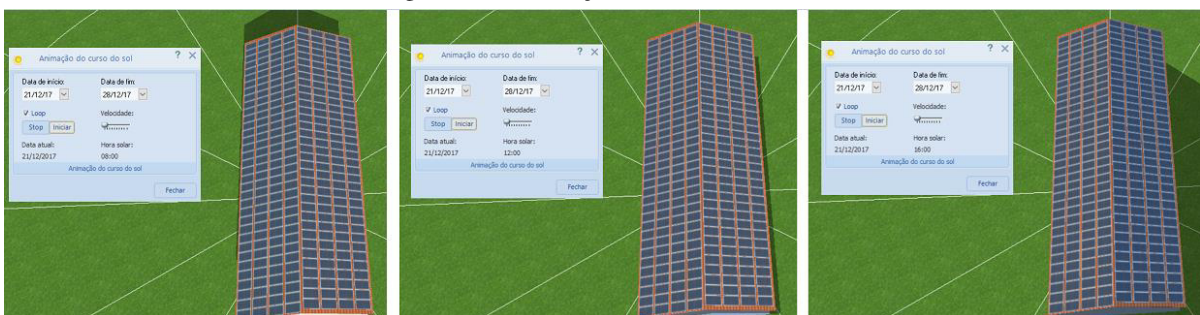 Animação do curso do sol ? ×
Data de início: Data de fim:
21/12/17 28/12/17
Loop Velocidade:
Stop Iniciar
Data atual: Hora solar:
21/12/2017 08:00
Animação do curso do sol
Fechar
Animação do curso do sol ? ×
Data de início: Data de fim:
21/12/17 28/12/17
Loop Velocidade:
Stop Iniciar
Data atual: Hora solar:
21/12/2017 12:00
Animação do curso do sol
Fechar
Animação do curso do sol ? ×
Data de início: Data de fim:
21/12/17 28/12/17
Loop Velocidade:
Stop Iniciar
Data atual: Hora solar:
21/12/2017 16:00
Animação do curso do sol
Fechar